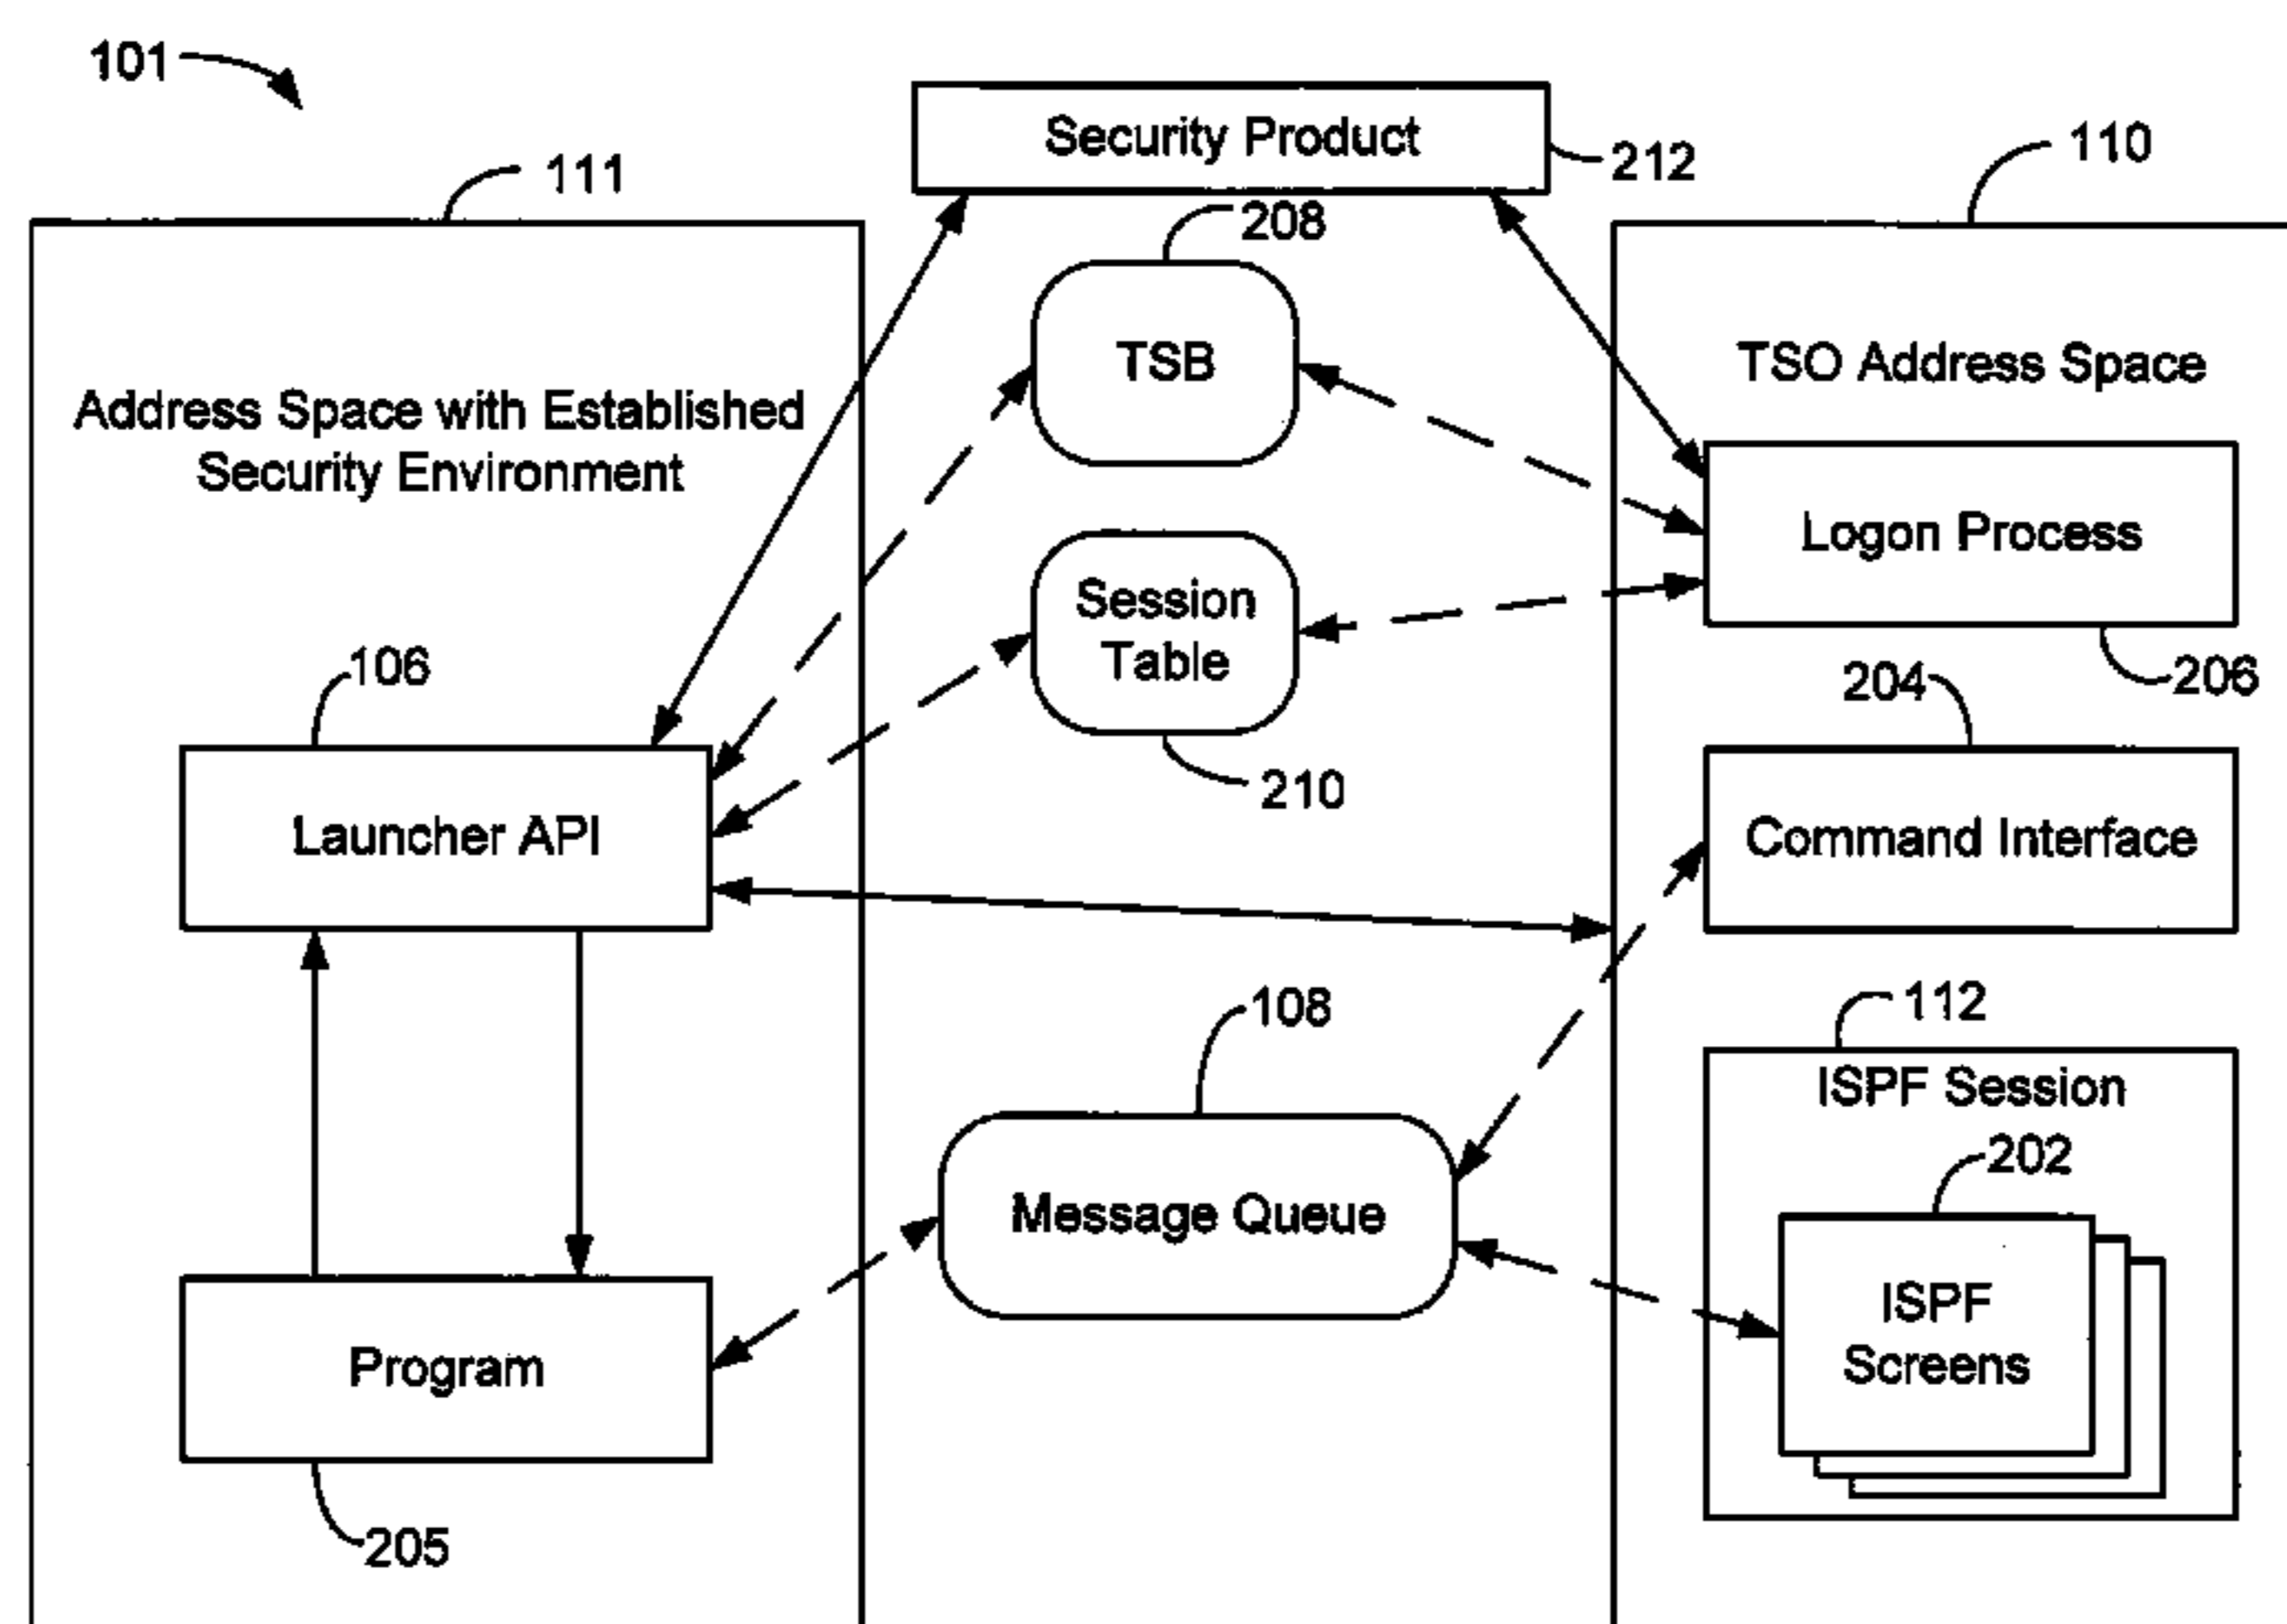 101
Security Product
212
110
111
208
TSB
TSO Address Space
Address Space with Established
Security Environment
Logon Process
206
Session
Table
210
106
204
Launcher API
Command Interface
108
112
ISPF Session
202
Message Queue
ISPF
Screens
Program
205